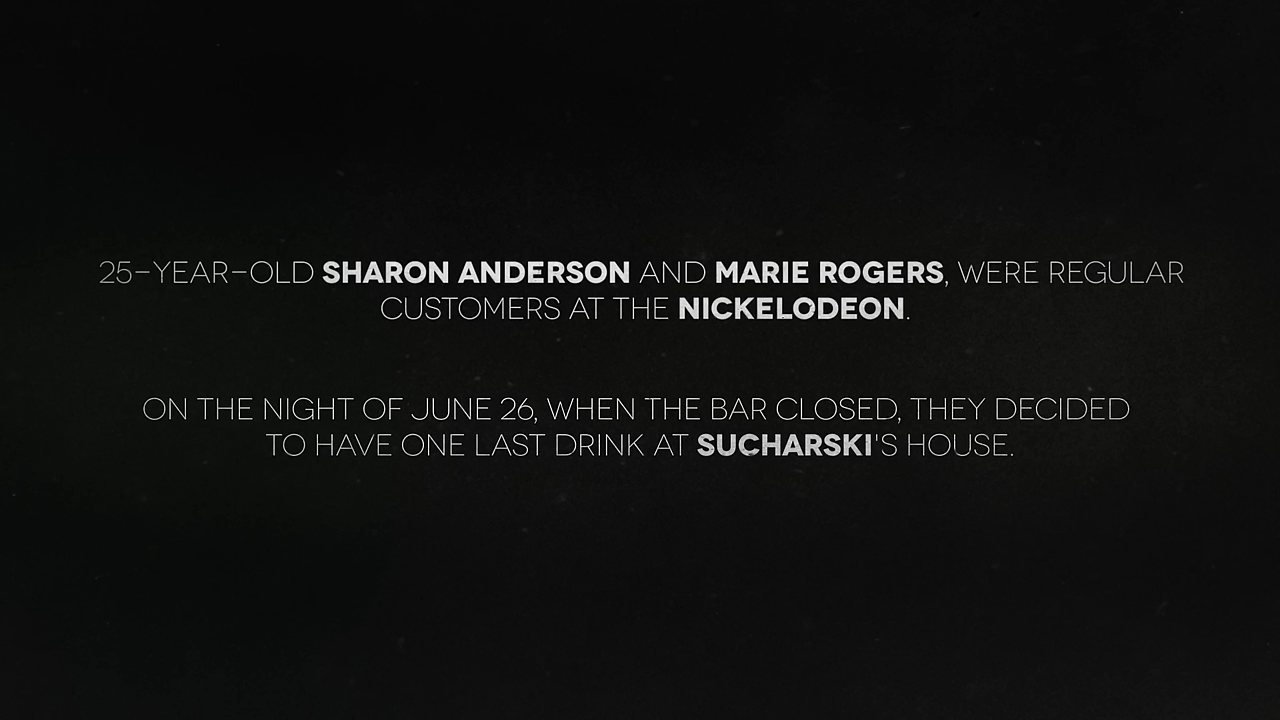 25-YEAR-OLD SHARON ANDERSON AND MARIE ROGERS, WERE REGULAR
CUSTOMERS AT THE NICKELODEON.
ON THE NIGHT OF JUNE 26, WHEN THE BAR CLOSED, THEY DECIDED
TO HAVE ONE LAST DRINK AT SUCHARSKI'S HOUSE.